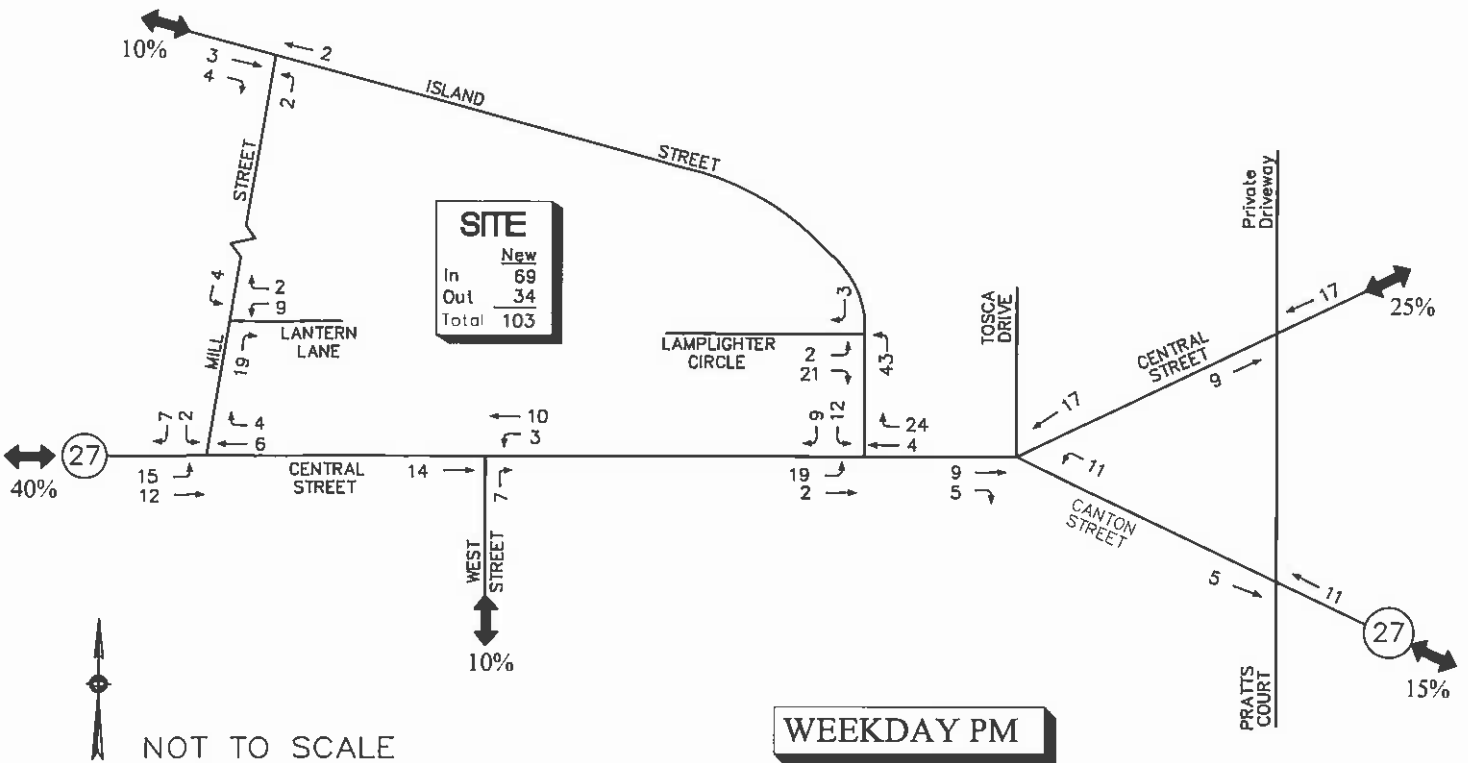 10%
3
4
2
2
ISLAND
STREET
STREET
SITE
New
In 69
Out 34
Total 103
Private
Driveway
4
2
9
LANTERN
LANE
MILL
19
3
LAMPLIGHTER
CIRCLE
2
21
43
TOSCA
DRIVE
17
25%
CENTRAL
STREET
9
17
7
2
4
6
10
3
9
12
24
4
27
40%
15
12
CENTRAL
STREET
14
7
19
2
9
5
11
CANTON
STREET
WEST
STREET
10%
5
11
27
15%
PRATTS
COURT
NOT TO SCALE
WEEKDAY PM